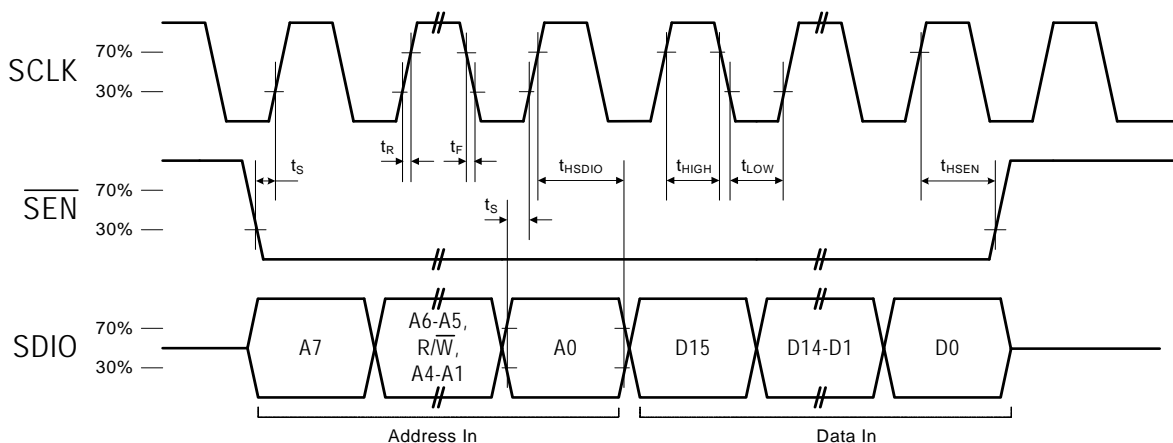 SCLK
70%
30%
tS
tR
tF
tHSDIO
tHIGH
tLOW
tHSEN
SEN
70%
30%
tS
SDIO
70%
30%
A7
A6-A5,
R/W,
A4-A1
A0
D15
D14-D1
D0
Address In
Data In